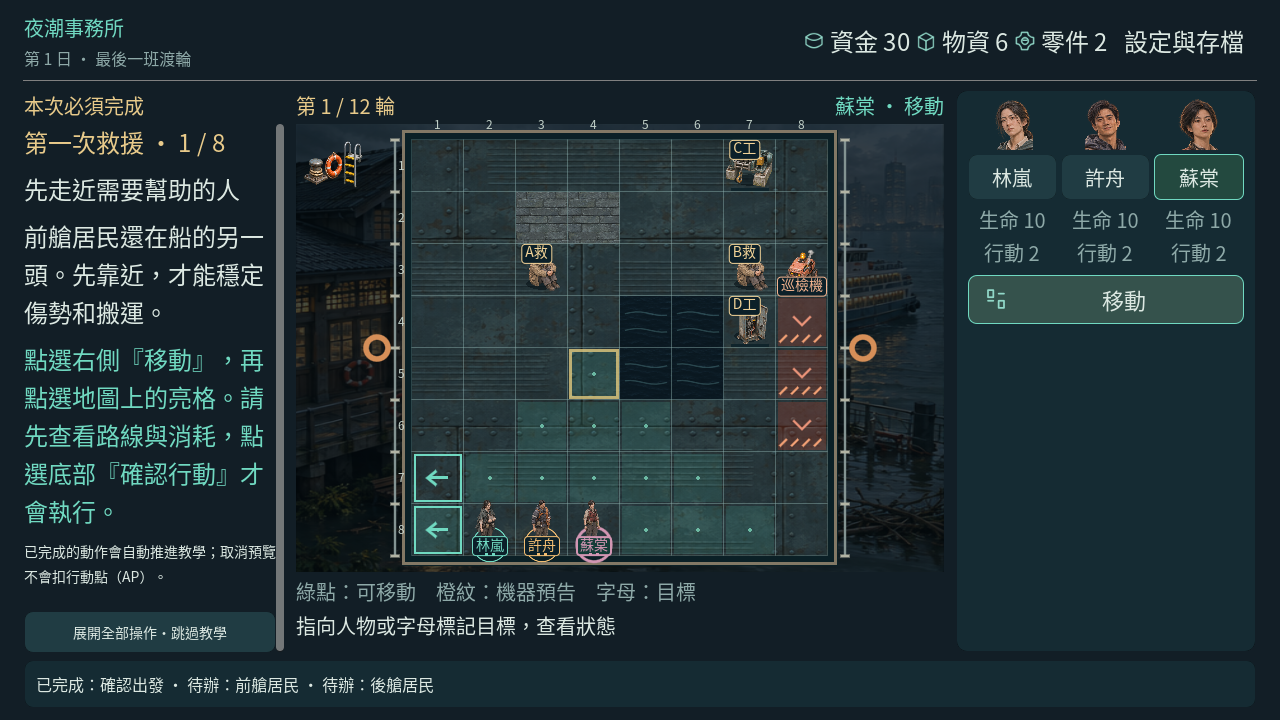 夜潮事務所
第 1 日 · 最後一班渡輪
資金 30 物資 6 零件 2 設定與存檔
本次必須完成
第一次救援 · 1 / 8
先走近需要幫助的人
前艙居民還在船的另一
頭。先靠近，才能穩定
傷勢和搬運。
點選右側『移動』，再
點選地圖上的亮格。請
先查看路線與消耗，點
選底部『確認行動』才
會執行。
已完成的動作會自動推進教學；取消預覽
不會扣行動點（AP）。
展開全部操作·跳過教學
第 1 / 12 輪
蘇棠 · 移動
1 2 3 4 5 6 7 8
1
2
3
4
5
6
7
8
C工
A救
B救
巡檢機
D工
林嵐
許舟
蘇棠
綠點：可移動 橙紋：機器預告 字母：目標
指向人物或字母標記目標，查看狀態
林嵐 許舟 蘇棠
生命 10 生命 10 生命 10
行動 2 行動 2 行動 2
移動
已完成：確認出發 · 待辦：前艙居民 · 待辦：後艙居民